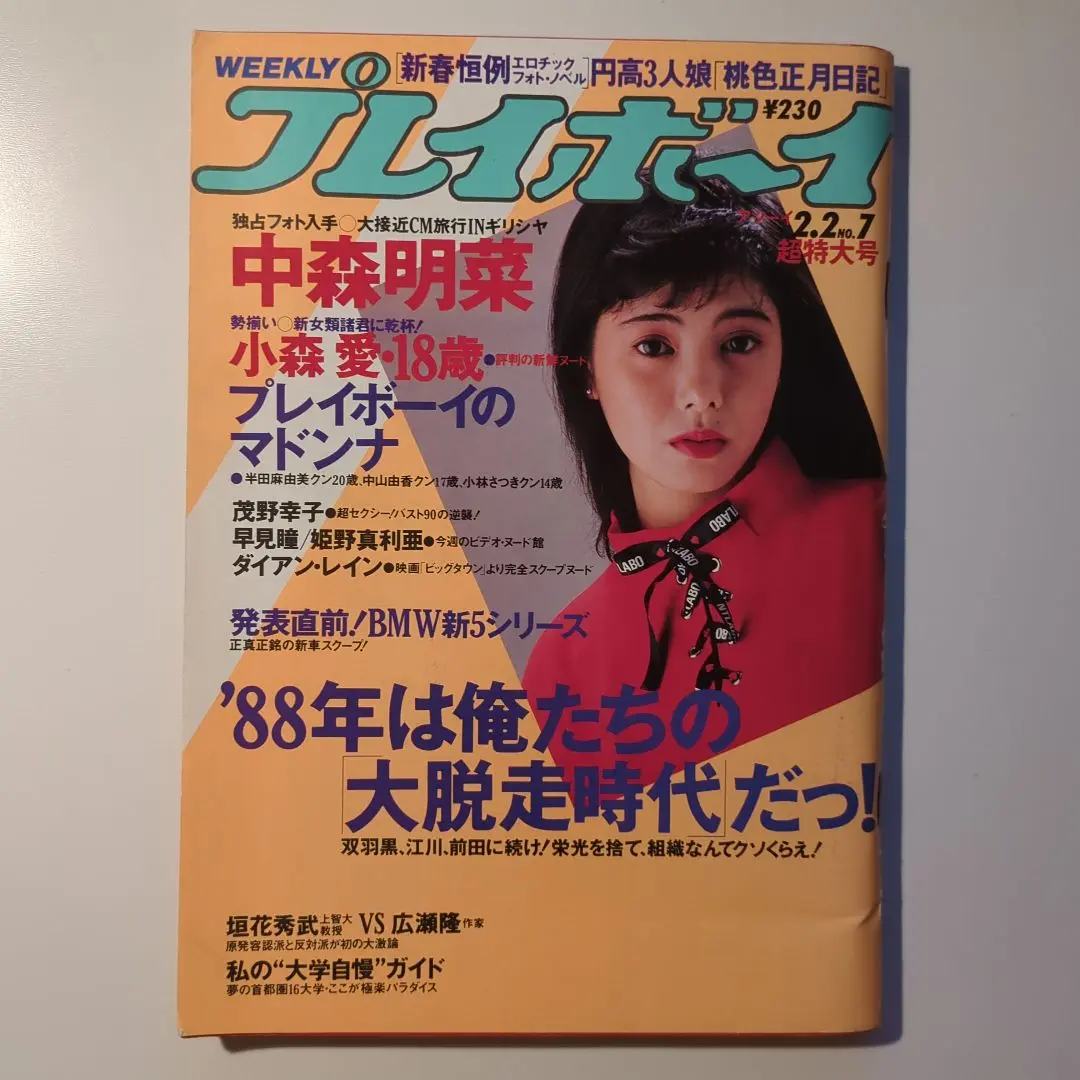 WEEKLY
[新春恒例エロチックフォト・ノベル]円高3人娘「桃色正月日記」
プレイボーイ
¥230
2.2 NO.7
超特大号
独占フォト入手○大接近CM旅行INギリシヤ
中森明菜
勢揃い○新女類諸君に乾杯!
小森 愛・18歳●評判の新鮮ヌード
プレイボーイの
マドンナ
●半田麻由美クン20歳、中山由香クン17歳、小林さつきクン14歳
茂野幸子●超セクシー!バスト90の逆襲!
早見瞳/姫野真利亜●今週のビデオ・ヌード館
ダイアン・レイン●映画「ビッグタウン」より完全スクープヌード
発表直前!BMW新5シリーズ
正真正銘の新車スクープ!
LABO
'88年は俺たちの
「大脱走時代」だっ!
双羽黒、江川、前田に続け!栄光を捨て、組織なんてクソくらえ!
垣花秀武上智大教授 VS 広瀬隆作家
原発容認派と反対派が初の大激論
私の“大学自慢”ガイド
夢の首都圏16大学・ここが極楽パラダイス